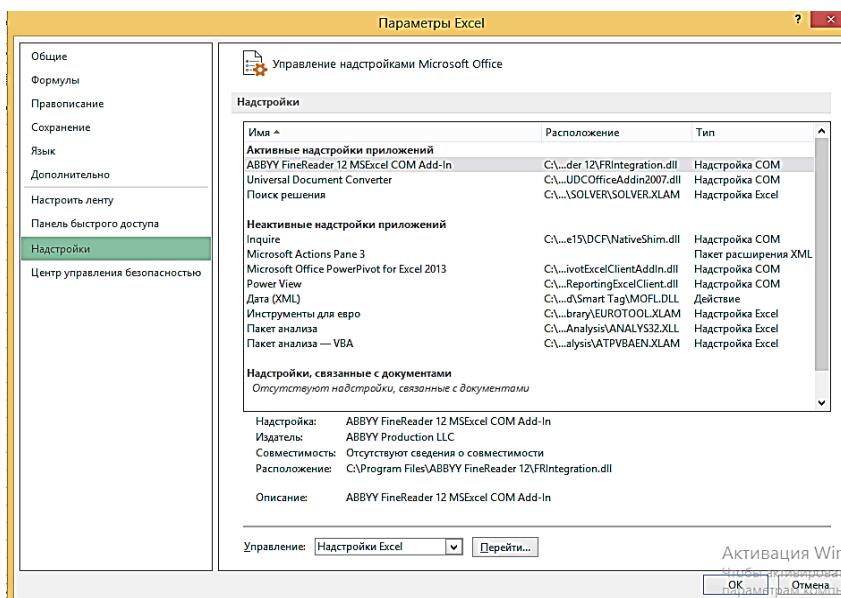 Параметры Excel
? ×
Общие
Формулы
Правописание
Сохранение
Язык
Дополнительно
Настроить ленту
Панель быстрого доступа
Надстройки
Центр управления безопасностью
Управление надстройками Microsoft Office
Надстройки
Имя Расположение Тип
Активные надстройки приложений
ABBYY FineReader 12 MSExcel COM Add-In C:\...der 12\FRIntegration.dll Надстройка COM
Universal Document Converter C:\...UDCOfficeAddin2007.dll Надстройка COM
Поиск решения C:\...\SOLVER\SOLVER.XLAM Надстройка Excel
Неактивные надстройки приложений
Inquire C:\...e15\DCF\NativeShim.dll Надстройка COM
Microsoft Actions Pane 3 Пакет расширения XML
Microsoft Office PowerPivot for Excel 2013 C:\...ivotExcelClientAddIn.dll Надстройка COM
Power View C:\...ReportingExcelClient.dll Надстройка COM
Дата (XML) C:\...d\Smart Tag\MOFL.DLL Действие
Инструменты для евро C:\...brary\EUROTOOL.XLAM Надстройка Excel
Пакет анализа C:\...Analysis\ANALYS32.XLL Надстройка Excel
Пакет анализа — VBA C:\...alysis\ATPVBAEN.XLAM Надстройка Excel
Надстройки, связанные с документами
Отсутствуют надстройки, связанные с документами
Надстройка: ABBYY FineReader 12 MSExcel COM Add-In
Издатель: ABBYY Production LLC
Совместимость: Отсутствуют сведения о совместимости
Расположение: C:\Program Files\ABBYY FineReader 12\FRIntegration.dll
Описание: ABBYY FineReader 12 MSExcel COM Add-In
Управление: Надстройки Excel Перейти...
Активация Win
Чтобы активироват
OK Отмена
параметрам компь